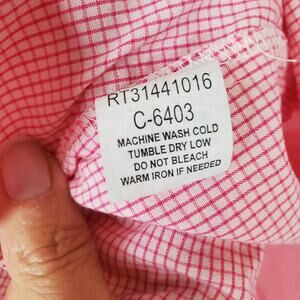 RT31441016
C-6403
MACHINE WASH COLD
TUMBLE DRY LOW
DO NOT BLEACH
WARM IRON IF NEEDED